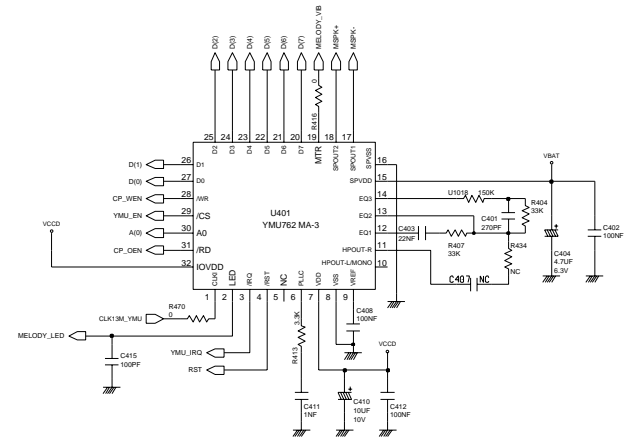 D(2)
D(3)
D(4)
D(5)
D(6)
D(7)
MELODY_VIB
MSPK+
MSPK-
0
R416
25 24 23 22 21 20 19 18 17
D2
D3
D4
D5
D6
D7
MTR
SPOUT2
SPOUT1
SPVSS
16
D(1)
26
D1
D(0)
27
D0
CP_WEN
28
/WR
YMU_EN
29
/CS
A(0)
30
A0
CP_OEN
31
/RD
VCCD
32
IOVDD
U401
YMU762 MA-3
SPVDD
15
EQ3
14
EQ2
13
EQ1
12
HPOUT-R
11
HPOUT-L/MONO
10
VBAT
U1018
150K
R404
33K
C401
270PF
C403
22NF
R407
33K
R434
NC
C407
NC
C404
4.7UF
6.3V
C402
100NF
CLK0
LED
/IRQ
/RST
NC
PLLC
VDD
VSS
VREF
1 2 3 4 5 6 7 8 9
R470
0
CLK13M_YMU
MELODY_LED
C415
100PF
YMU_IRQ
RST
3.3K
R413
C411
1NF
C408
100NF
VCCD
C410
10UF
10V
C412
100NF